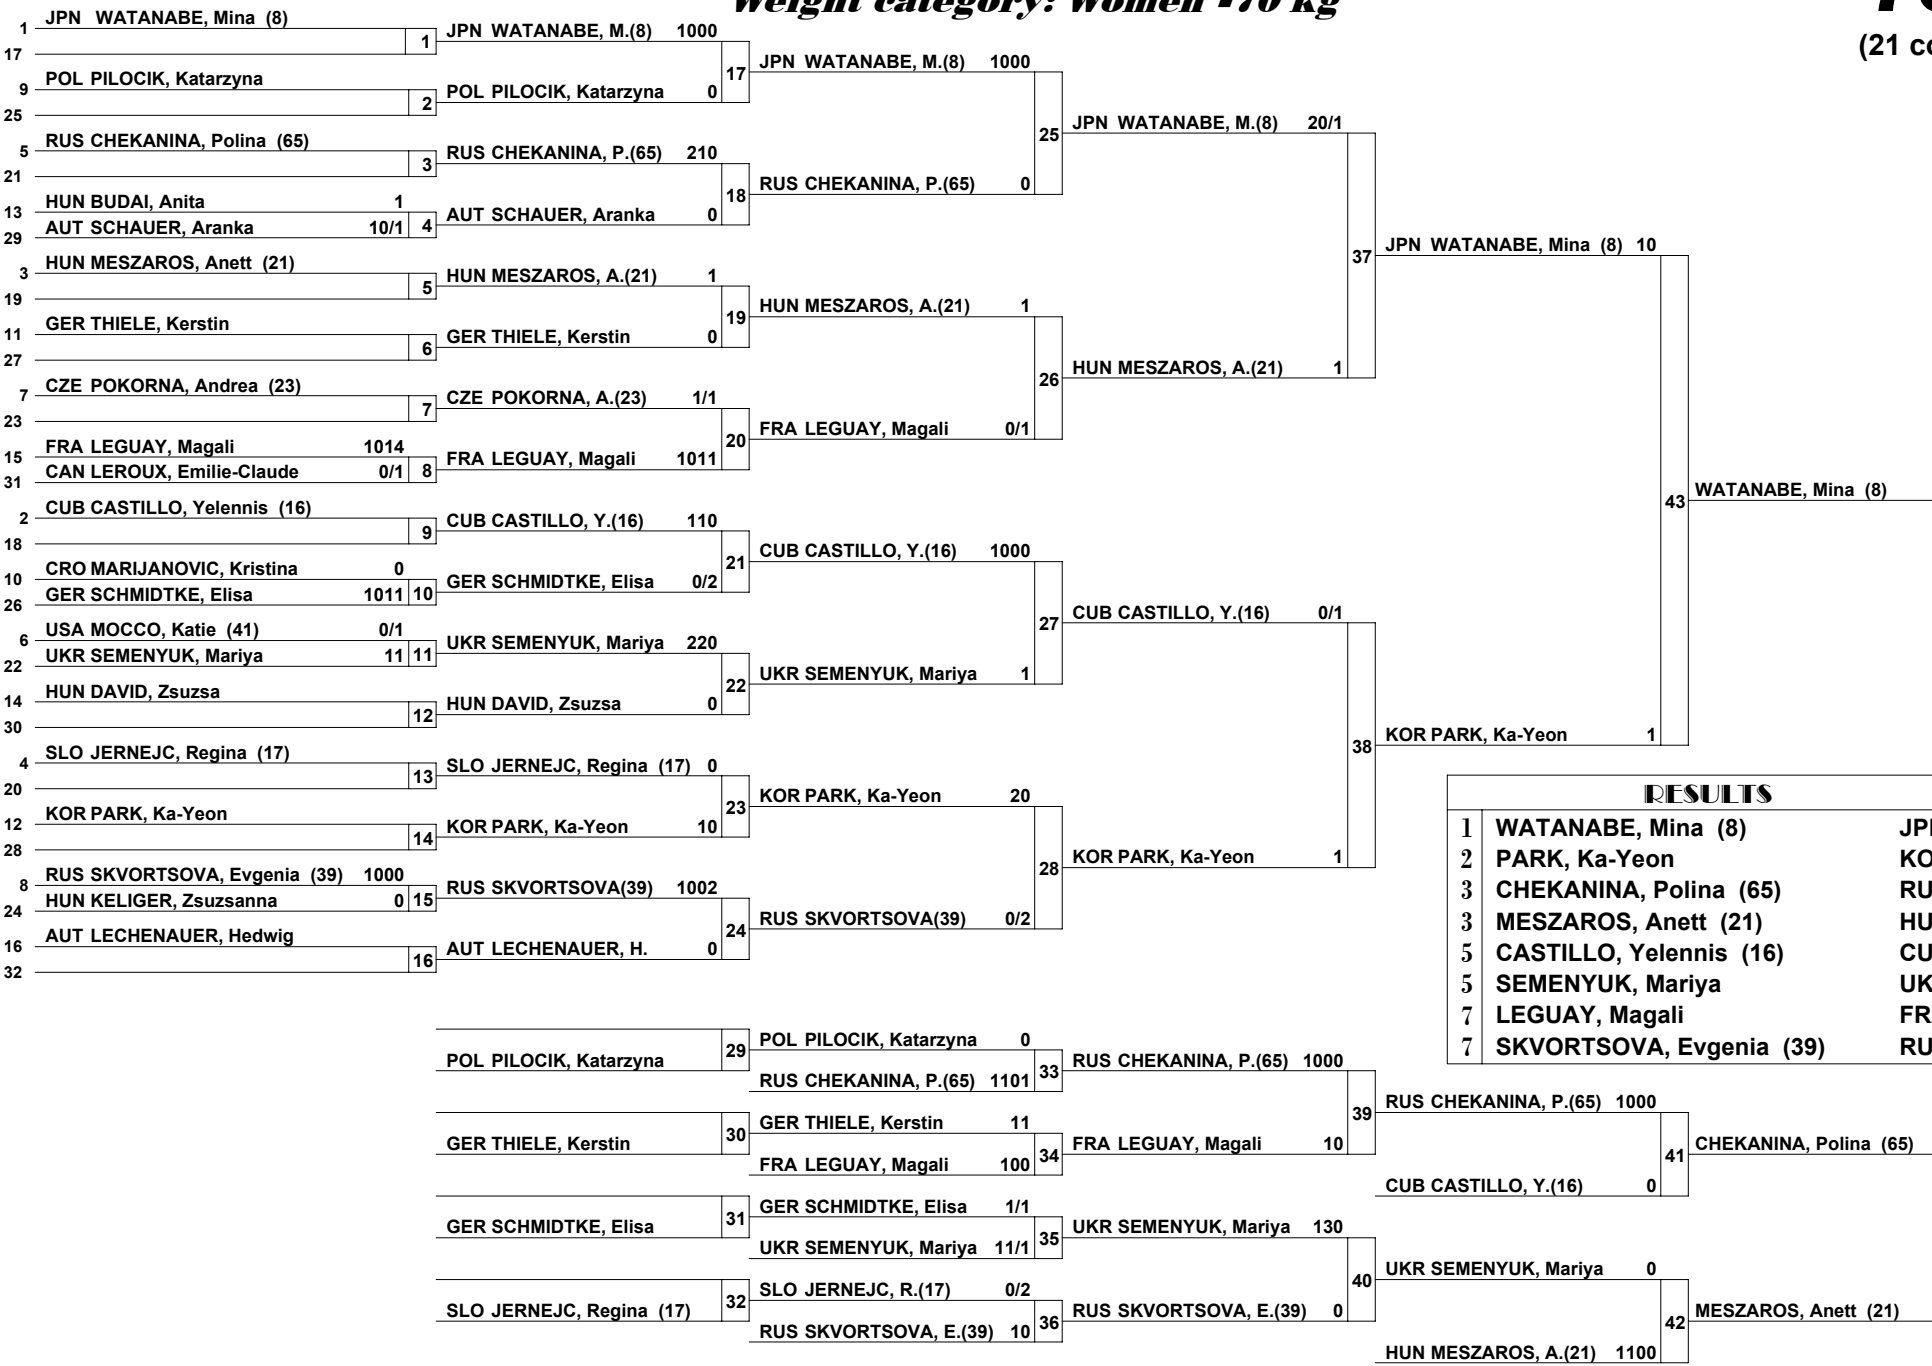 Weight category: Women -70 kg
(21 co
1 JPN WATANABE, Mina (8)
17
1
9 POL PILOCIK, Katarzyna
25
2
5 RUS CHEKANINA, Polina (65)
21
3
13 HUN BUDAI, Anita 1
29 AUT SCHAUER, Aranka 10/1
4
3 HUN MESZAROS, Anett (21)
19
5
11 GER THIELE, Kerstin
27
6
7 CZE POKORNA, Andrea (23)
23
7
15 FRA LEGUAY, Magali 1014
31 CAN LEROUX, Emilie-Claude 0/1
8
2 CUB CASTILLO, Yelennis (16)
18
9
10 CRO MARIJANOVIC, Kristina 0
26 GER SCHMIDTKE, Elisa 1011
10
6 USA MOCCO, Katie (41) 0/1
22 UKR SEMENYUK, Mariya 11
11
14 HUN DAVID, Zsuzsa
30
12
4 SLO JERNEJC, Regina (17)
20
13
12 KOR PARK, Ka-Yeon
28
14
8 RUS SKVORTSOVA, Evgenia (39) 1000
24 HUN KELIGER, Zsuzsanna 0
15
16 AUT LECHENAUER, Hedwig
32
16
JPN WATANABE, M.(8) 1000
17
POL PILOCIK, Katarzyna 0
RUS CHEKANINA, P.(65) 210
18
AUT SCHAUER, Aranka 0
HUN MESZAROS, A.(21) 1
19
GER THIELE, Kerstin 0
CZE POKORNA, A.(23) 1/1
20
FRA LEGUAY, Magali 1011
CUB CASTILLO, Y.(16) 110
21
GER SCHMIDTKE, Elisa 0/2
UKR SEMENYUK, Mariya 220
22
HUN DAVID, Zsuzsa 0
SLO JERNEJC, Regina (17) 0
23
KOR PARK, Ka-Yeon 10
RUS SKVORTSOVA(39) 1002
24
AUT LECHENAUER, H. 0
JPN WATANABE, M.(8) 1000
25
RUS CHEKANINA, P.(65) 0
HUN MESZAROS, A.(21) 1
26
FRA LEGUAY, Magali 0/1
CUB CASTILLO, Y.(16) 1000
27
UKR SEMENYUK, Mariya 1
KOR PARK, Ka-Yeon 20
28
RUS SKVORTSOVA(39) 0/2
JPN WATANABE, M.(8) 20/1
37
HUN MESZAROS, A.(21) 1
CUB CASTILLO, Y.(16) 0/1
38
KOR PARK, Ka-Yeon 1
JPN WATANABE, Mina (8) 10
43
KOR PARK, Ka-Yeon 1
WATANABE, Mina (8)
RESULTS
1 WATANABE, Mina (8) JP
2 PARK, Ka-Yeon KO
3 CHEKANINA, Polina (65) RU
3 MESZAROS, Anett (21) HU
5 CASTILLO, Yelennis (16) CU
5 SEMENYUK, Mariya UK
7 LEGUAY, Magali FR
7 SKVORTSOVA, Evgenia (39) RU
POL PILOCIK, Katarzyna
29
GER THIELE, Kerstin
30
GER SCHMIDTKE, Elisa
31
SLO JERNEJC, Regina (17)
32
POL PILOCIK, Katarzyna 0
33
RUS CHEKANINA, P.(65) 1101
GER THIELE, Kerstin 11
34
FRA LEGUAY, Magali 100
GER SCHMIDTKE, Elisa 1/1
35
UKR SEMENYUK, Mariya 11/1
SLO JERNEJC, R.(17) 0/2
36
RUS SKVORTSOVA, E.(39) 10
RUS CHEKANINA, P.(65) 1000
39
FRA LEGUAY, Magali 10
UKR SEMENYUK, Mariya 130
40
RUS SKVORTSOVA, E.(39) 0
RUS CHEKANINA, P.(65) 1000
41
CUB CASTILLO, Y.(16) 0
UKR SEMENYUK, Mariya 0
42
HUN MESZAROS, A.(21) 1100
CHEKANINA, Polina (65)
MESZAROS, Anett (21)